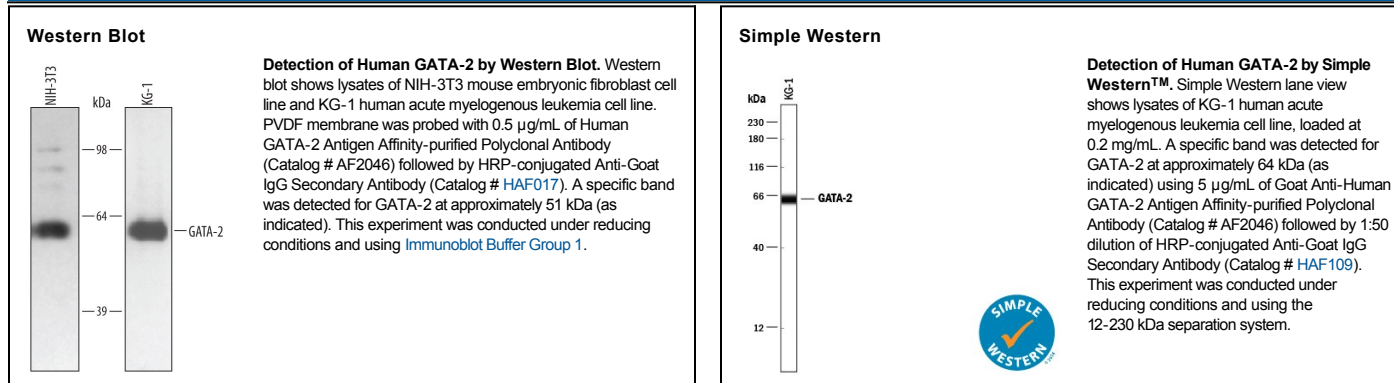 Western Blot
NIH-3T3
kDa
KG-1
98
64
GATA-2
39
Detection of Human GATA-2 by Western Blot. Western
blot shows lysates of NIH-3T3 mouse embryonic fibroblast cell
line and KG-1 human acute myelogenous leukemia cell line.
PVDF membrane was probed with 0.5 µg/mL of Human
GATA-2 Antigen Affinity-purified Polyclonal Antibody
(Catalog # AF2046) followed by HRP-conjugated Anti-Goat
IgG Secondary Antibody (Catalog # HAF017). A specific band
was detected for GATA-2 at approximately 51 kDa (as
indicated). This experiment was conducted under reducing
conditions and using Immunoblot Buffer Group 1.
Simple Western
kDa
KG-1
230
180
116
66
GATA-2
40
12
SIMPLE
WESTERN
Detection of Human GATA-2 by Simple
Western™. Simple Western lane view
shows lysates of KG-1 human acute
myelogenous leukemia cell line, loaded at
0.2 mg/mL. A specific band was detected for
GATA-2 at approximately 64 kDa (as
indicated) using 5 µg/mL of Goat Anti-Human
GATA-2 Antigen Affinity-purified Polyclonal
Antibody (Catalog # AF2046) followed by 1:50
dilution of HRP-conjugated Anti-Goat IgG
Secondary Antibody (Catalog # HAF109).
This experiment was conducted under
reducing conditions and using the
12-230 kDa separation system.